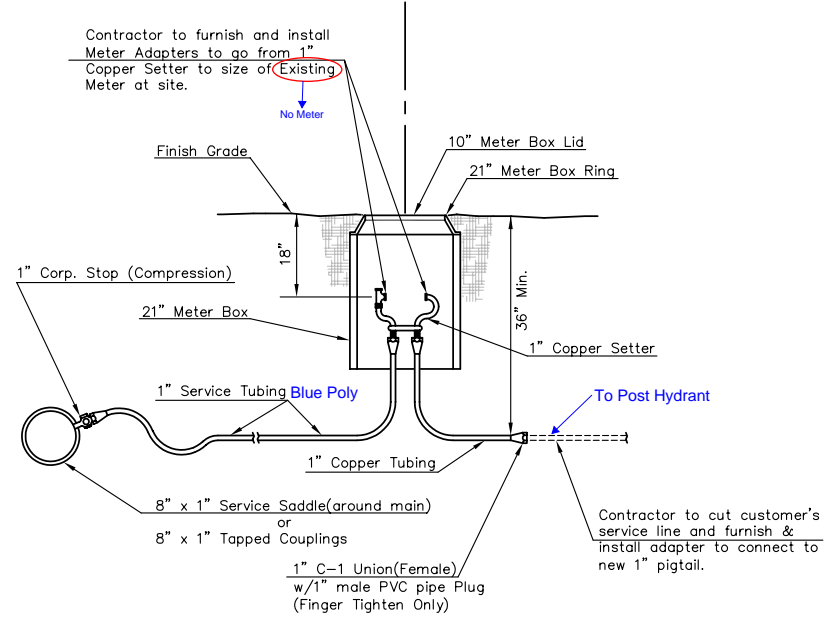 Contractor to furnish and install
Meter Adapters to go from 1"
Copper Setter to size of Existing
Meter at site.
No Meter
Finish Grade
10" Meter Box Lid
21" Meter Box Ring
18"
36" Min.
1" Corp. Stop (Compression)
21" Meter Box
1" Copper Setter
1" Service Tubing Blue Poly
To Post Hydrant
1" Copper Tubing
8" x 1" Service Saddle(around main)
or
8" x 1" Tapped Couplings
Contractor to cut customer's
service line and furnish &
install adapter to connect to
new 1" pigtail.
1" C-1 Union(Female)
w/1" male PVC pipe Plug
(Finger Tighten Only)